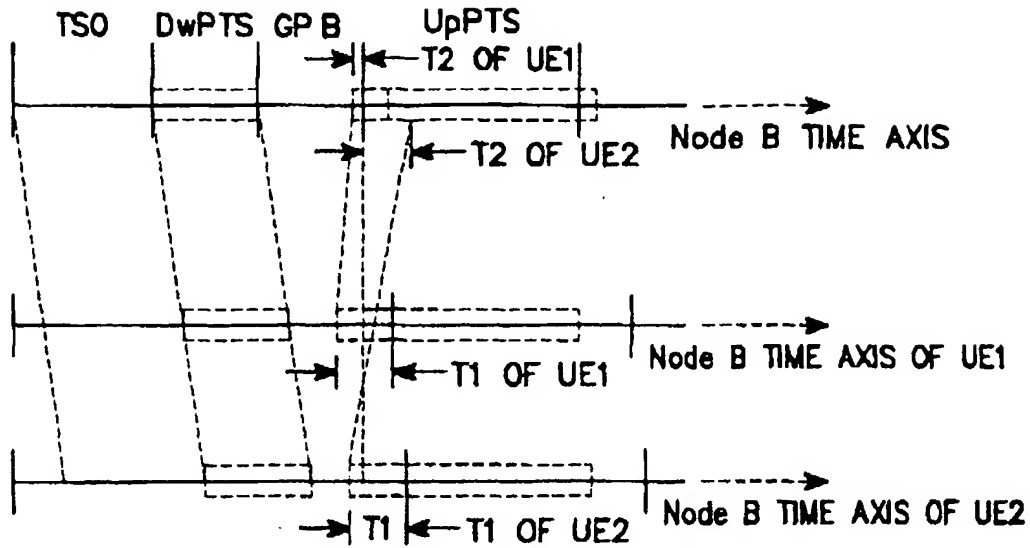 TS0 DwPTS GP B UpPTS
T2 OF UE1
Node B TIME AXIS
T2 OF UE2
Node B TIME AXIS OF UE1
T1 OF UE1
Node B TIME AXIS OF UE2
T1 T1 OF UE2